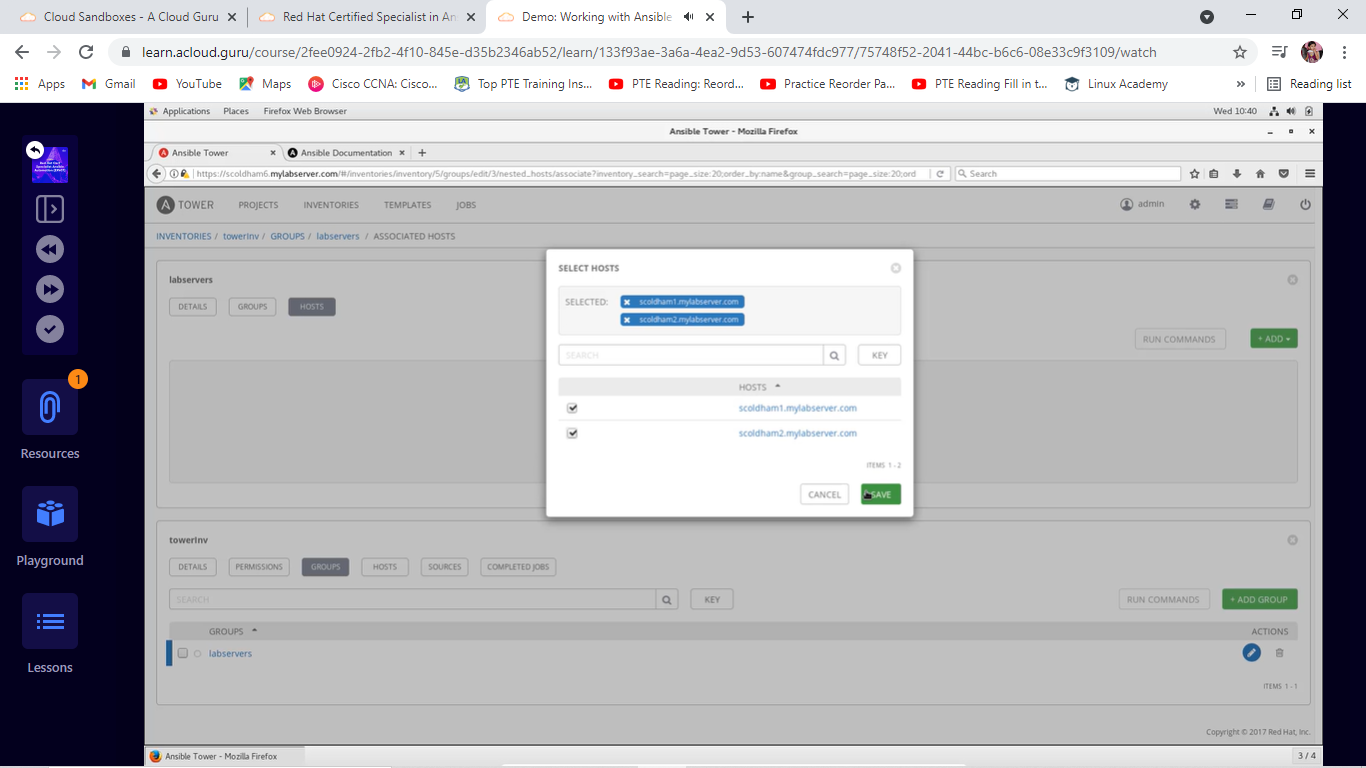 Cloud Sandboxes - A Cloud Guru
Red Hat Certified Specialist in An
Demo: Working with Ansible
learn.acloud.guru/course/2fee0924-2fb2-4f10-845e-d35b2346ab52/learn/133f93ae-3a6a-4ea2-9d53-607474fdc977/75748f52-2041-44bc-b6c6-08e33c9f3109/watch
Apps Gmail YouTube Maps Cisco CCNA: Cisco... Top PTE Training Ins... PTE Reading: Reord... Practice Reorder Pa... PTE Reading Fill in t... Linux Academy » Reading list
Applications Places Firefox Web Browser Wed 10:40
Ansible Tower - Mozilla Firefox
Ansible Tower Ansible Documentation
https://scoldham6.mylabserver.com/#/inventories/inventory/5/groups/edit/3/nested_hosts/associate?inventory_search=page_size:20;order_by:name&group_search=page_size:20;ord Search
A TOWER PROJECTS INVENTORIES TEMPLATES JOBS admin
INVENTORIES / towerInv / GROUPS / labservers / ASSOCIATED HOSTS
labservers
DETAILS GROUPS HOSTS
RUN COMMANDS + ADD
SELECT HOSTS
SELECTED: scoldham1.mylabserver.com
scoldham2.mylabserver.com
SEARCH KEY
HOSTS
scoldham1.mylabserver.com
scoldham2.mylabserver.com
ITEMS 1 - 2
CANCEL SAVE
towerInv
DETAILS PERMISSIONS GROUPS HOSTS SOURCES COMPLETED JOBS
SEARCH KEY RUN COMMANDS + ADD GROUP
GROUPS ACTIONS
labservers
ITEMS 1 - 1
Copyright © 2017 Red Hat, Inc.
Ansible Tower - Mozilla Firefox 3 / 4
1
Resources
Playground
Lessons